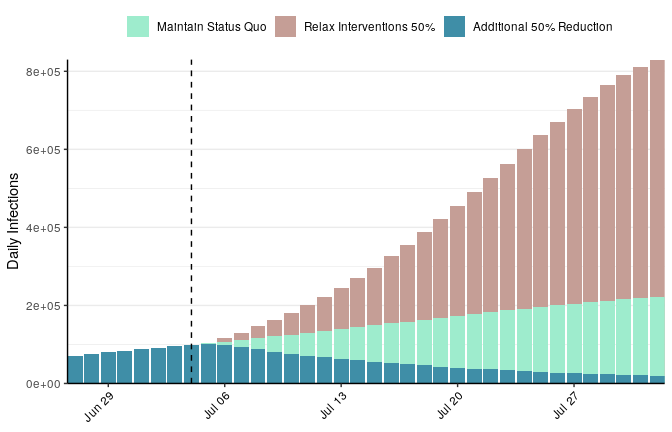 Maintain Status Quo Relax Interventions 50% Additional 50% Reduction
Daily Infections
8e+05
6e+05
4e+05
2e+05
0e+00
Jun 29 Jul 06 Jul 13 Jul 20 Jul 27